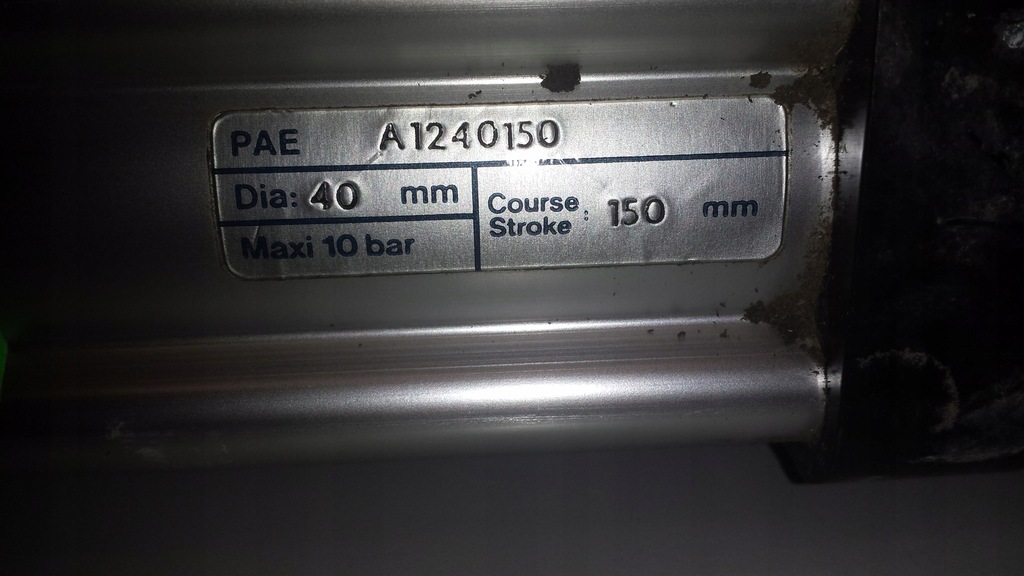 PAE A1240150
Dia: 40 mm
Course
Stroke : 150 mm
Maxi 10 bar